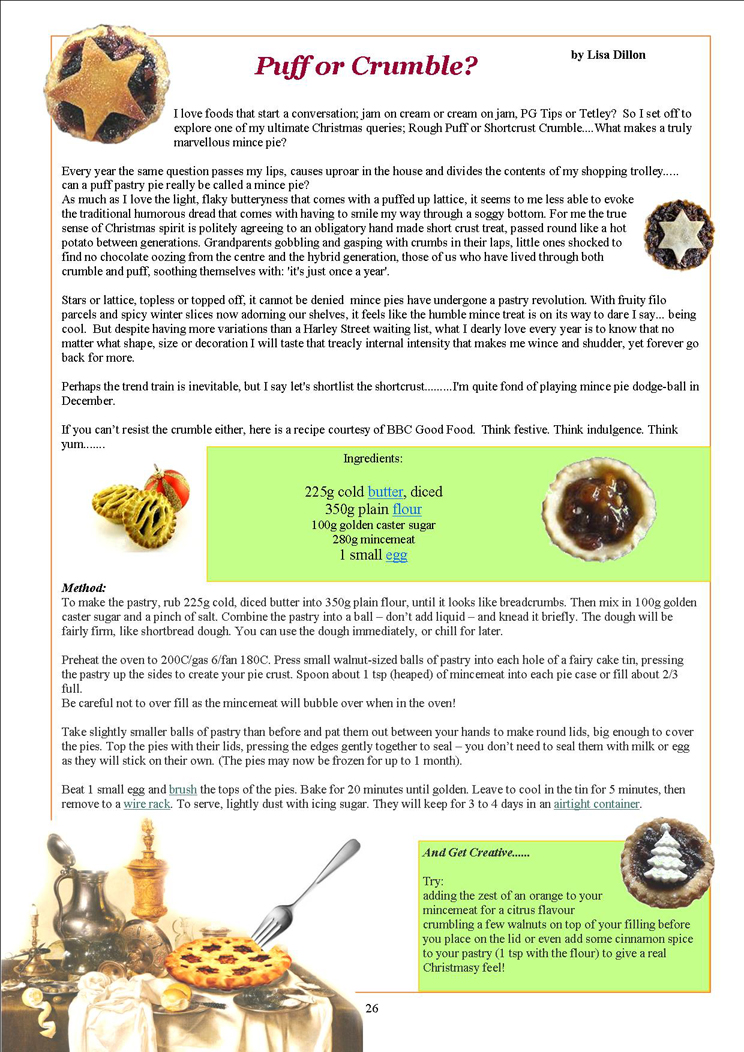 Puff or Crumble?
by Lisa Dillon
I love foods that start a conversation; jam on cream or cream on jam, PG Tips or Tetley?  So I set off to
explore one of my ultimate Christmas queries; Rough Puff or Shortcrust Crumble....What makes a truly
marvellous mince pie?
Every year the same question passes my lips, causes uproar in the house and divides the contents of my shopping trolley.....
can a puff pastry pie really be called a mince pie?
As much as I love the light, flaky butteryness that comes with a puffed up lattice, it seems to me less able to evoke
the traditional humorous dread that comes with having to smile my way through a soggy bottom. For me the true
sense of Christmas spirit is politely agreeing to an obligatory hand made short crust treat, passed round like a hot
potato between generations. Grandparents gobbling and gasping with crumbs in their laps, little ones shocked to
find no chocolate oozing from the centre and the hybrid generation, those of us who have lived through both
crumble and puff, soothing themselves with: 'it's just once a year'.
Stars or lattice, topless or topped off, it cannot be denied  mince pies have undergone a pastry revolution. With fruity filo
parcels and spicy winter slices now adorning our shelves, it feels like the humble mince treat is on its way to dare I say... being
cool.  But despite having more variations than a Harley Street waiting list, what I dearly love every year is to know that no
matter what shape, size or decoration I will taste that treacly internal intensity that makes me wince and shudder, yet forever go
back for more.
Perhaps the trend train is inevitable, but I say let's shortlist the shortcrust.........I'm quite fond of playing mince pie dodge-ball in
December.
If you can't resist the crumble either, here is a recipe courtesy of BBC Good Food.  Think festive. Think indulgence. Think
yum.......
Ingredients:
225g cold butter, diced
350g plain flour
100g golden caster sugar
280g mincemeat
1 small egg
Method:
To make the pastry, rub 225g cold, diced butter into 350g plain flour, until it looks like breadcrumbs. Then mix in 100g golden
caster sugar and a pinch of salt. Combine the pastry into a ball – don't add liquid – and knead it briefly. The dough will be
fairly firm, like shortbread dough. You can use the dough immediately, or chill for later.
Preheat the oven to 200C/gas 6/fan 180C. Press small walnut-sized balls of pastry into each hole of a fairy cake tin, pressing
the pastry up the sides to create your pie crust. Spoon about 1 tsp (heaped) of mincemeat into each pie case or fill about 2/3
full.
Be careful not to over fill as the mincemeat will bubble over when in the oven!
Take slightly smaller balls of pastry than before and pat them out between your hands to make round lids, big enough to cover
the pies. Top the pies with their lids, pressing the edges gently together to seal – you don't need to seal them with milk or egg
as they will stick on their own. (The pies may now be frozen for up to 1 month).
Beat 1 small egg and brush the tops of the pies. Bake for 20 minutes until golden. Leave to cool in the tin for 5 minutes, then
remove to a wire rack. To serve, lightly dust with icing sugar. They will keep for 3 to 4 days in an airtight container.
And Get Creative......
Try:
adding the zest of an orange to your
mincemeat for a citrus flavour
crumbling a few walnuts on top of your filling before
you place on the lid or even add some cinnamon spice
to your pastry (1 tsp with the flour) to give a real
Christmasy feel!
26